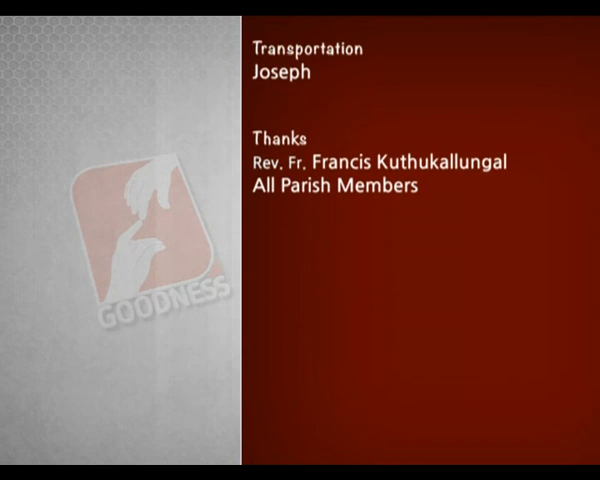 Transportation
Joseph
Thanks
Rev. Fr. Francis Kuthukallungal
All Parish Members
GOODNESS